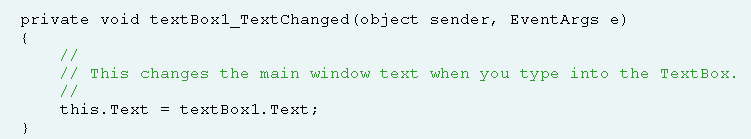 private void textBox1_TextChanged(object sender, EventArgs e)
{
//
// This changes the main window text when you type into the TextBox.
//
this.Text = textBox1.Text;
}